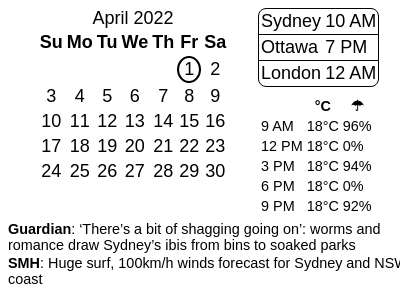 April 2022
Su Mo Tu We Th Fr Sa
1 2
3 4 5 6 7 8 9
10 11 12 13 14 15 16
17 18 19 20 21 22 23
24 25 26 27 28 29 30
Sydney 10 AM
Ottawa 7 PM
London 12 AM
°C ☂
9 AM 18°C 96%
12 PM 18°C 0%
3 PM 18°C 94%
6 PM 18°C 0%
9 PM 18°C 92%
Guardian: ‘There’s a bit of shagging going on’: worms and
romance draw Sydney’s ibis from bins to soaked parks
SMH: Huge surf, 100km/h winds forecast for Sydney and NSW
coast